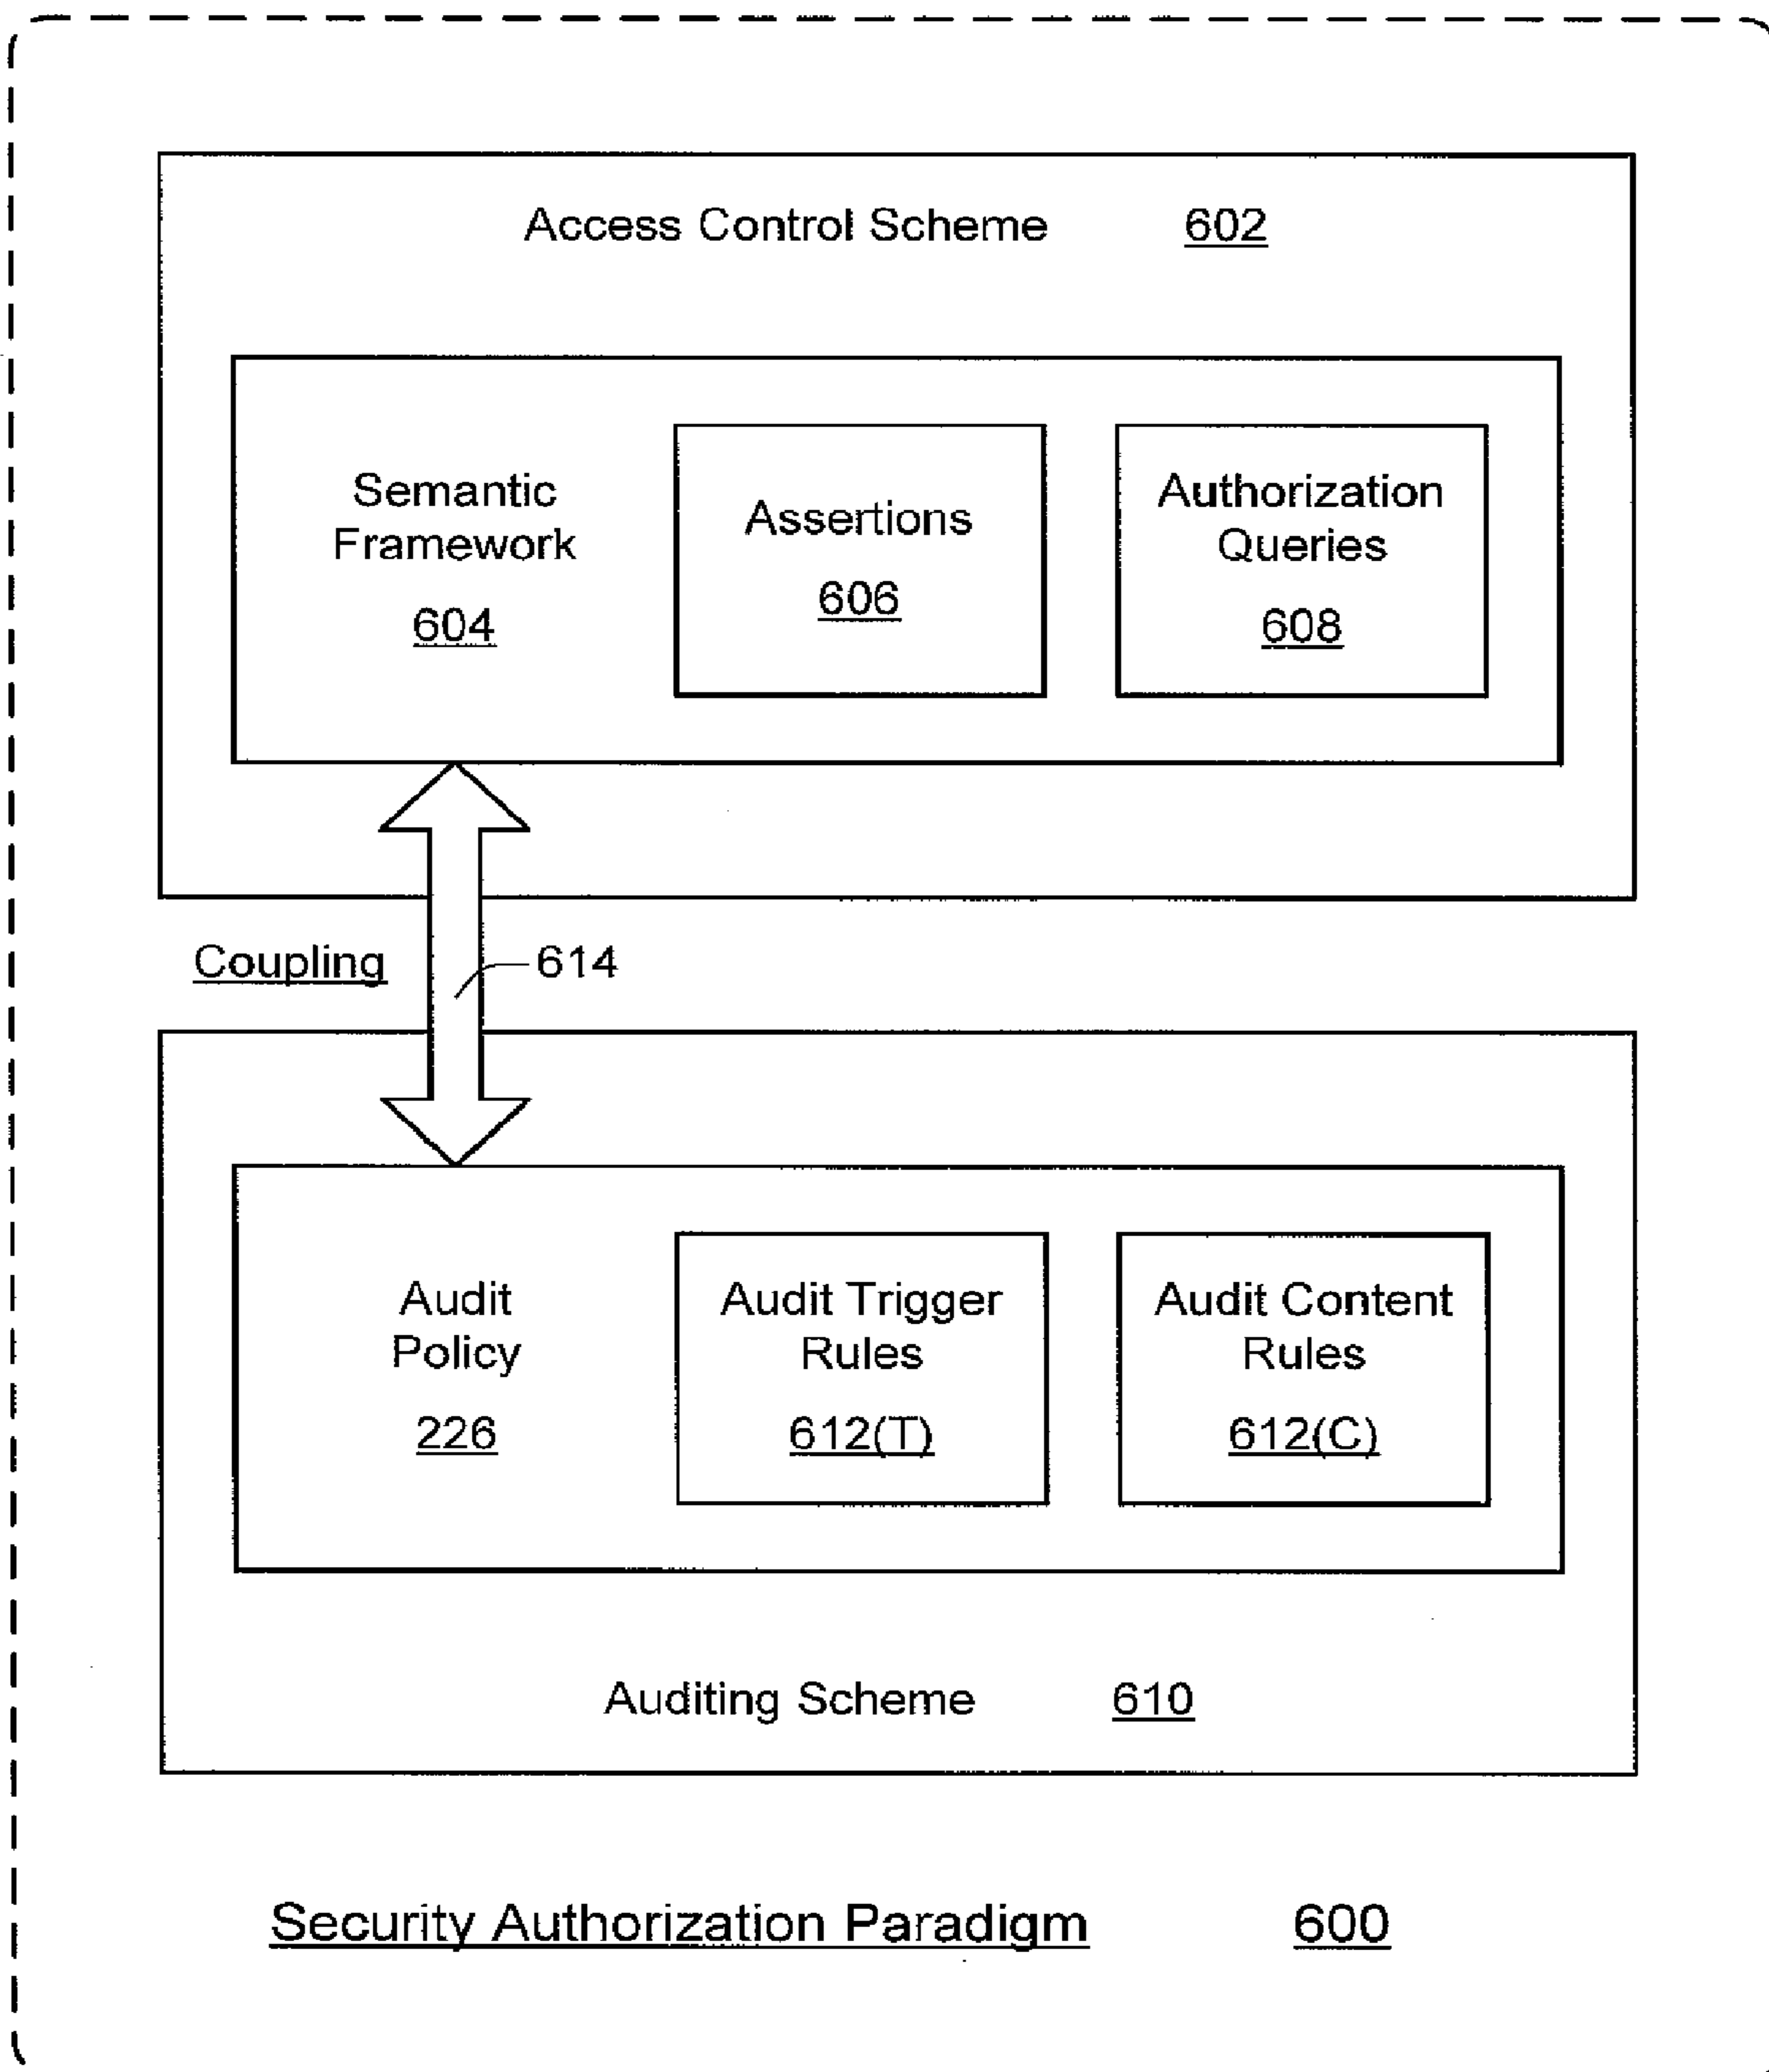 Access Control Scheme 602
Semantic
Framework
604
Assertions
606
Authorization
Queries
608
Coupling
614
Audit
Policy
226
Audit Trigger
Rules
612(T)
Audit Content
Rules
612(C)
Auditing Scheme 610
Security Authorization Paradigm 600